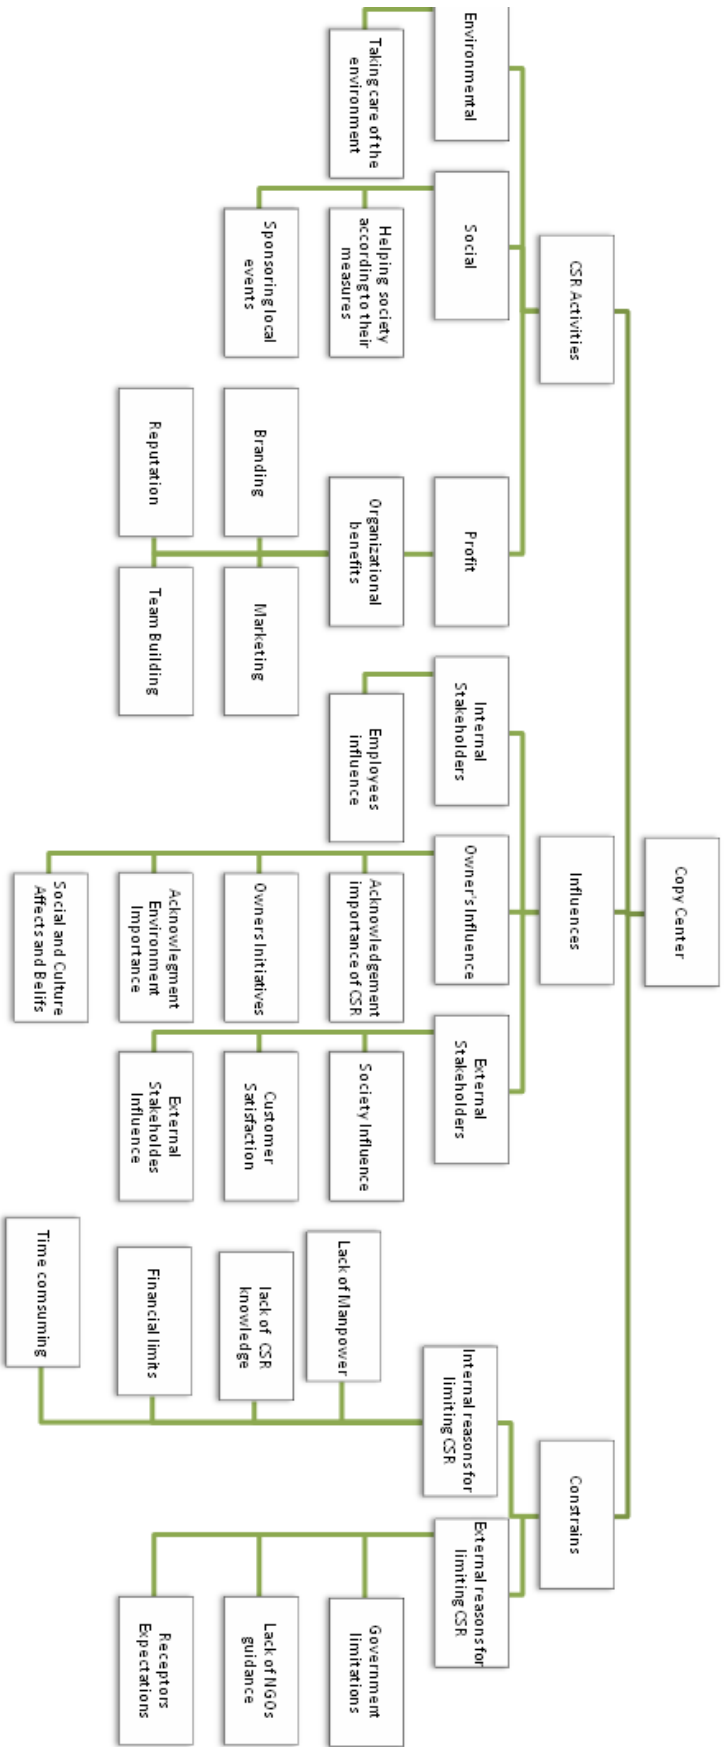 Copy Center
CSR Activities
Influences
Constrains
Environmental
Social
Profit
Internal
Stakeholders
Owner's Influence
External
Stakeholders
Internal reasons for
limiting CSR
External reasons for
limiting CSR
Taking care of the
environment
Helping society
according to their
measures
Sponsoring local
events
Organizational
benefits
Branding
Marketing
Reputation
Team Building
Employees
influence
Acknowledgement
importance of CSR
Owners Initiatives
Acknowlegment
Environment
Importance
Social and Culture
Affects and Belifs
Society Influence
Customer
Satisfaction
External
Stakeholdes
Influence
Lack of Manpower
lack of CSR
knowledge
Financial limits
Time comsuming
Government
limitations
Lack of NGOs
guidance
Receptors
Expectations